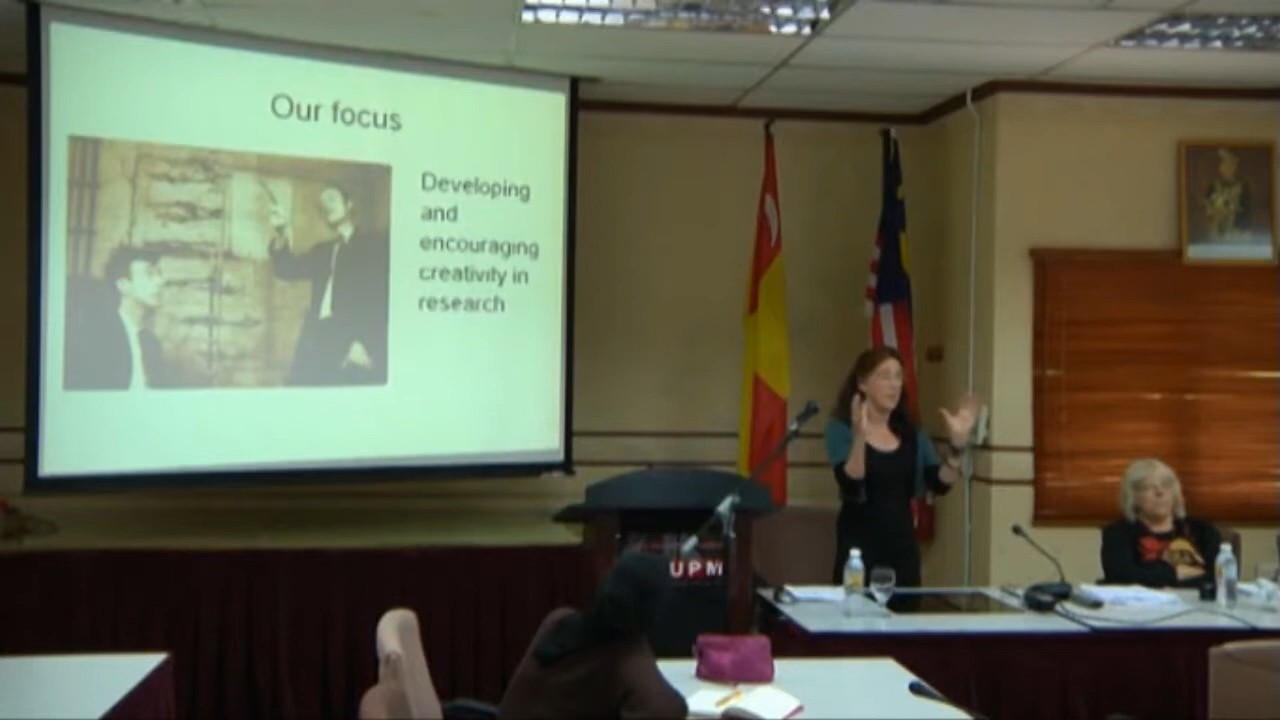 Our focus
Developing
and
encouraging
creativity in
research
UPM